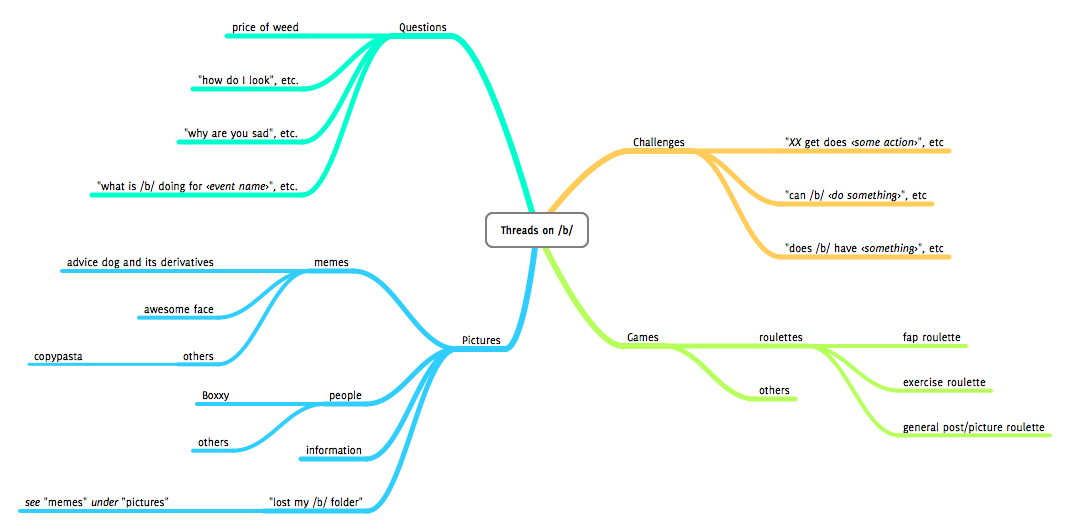 Threads on /b/
Questions
price of weed
"how do I look", etc.
"why are you sad", etc.
"what is /b/ doing for ‹event name›", etc.
Challenges
"XX get does ‹some action›", etc
"can /b/ ‹do something›", etc
"does /b/ have ‹something›", etc
Pictures
memes
advice dog and its derivatives
awesome face
others
copypasta
people
Boxxy
others
information
"lost my /b/ folder"
see "memes" under "pictures"
Games
roulettes
fap roulette
exercise roulette
general post/picture roulette
others